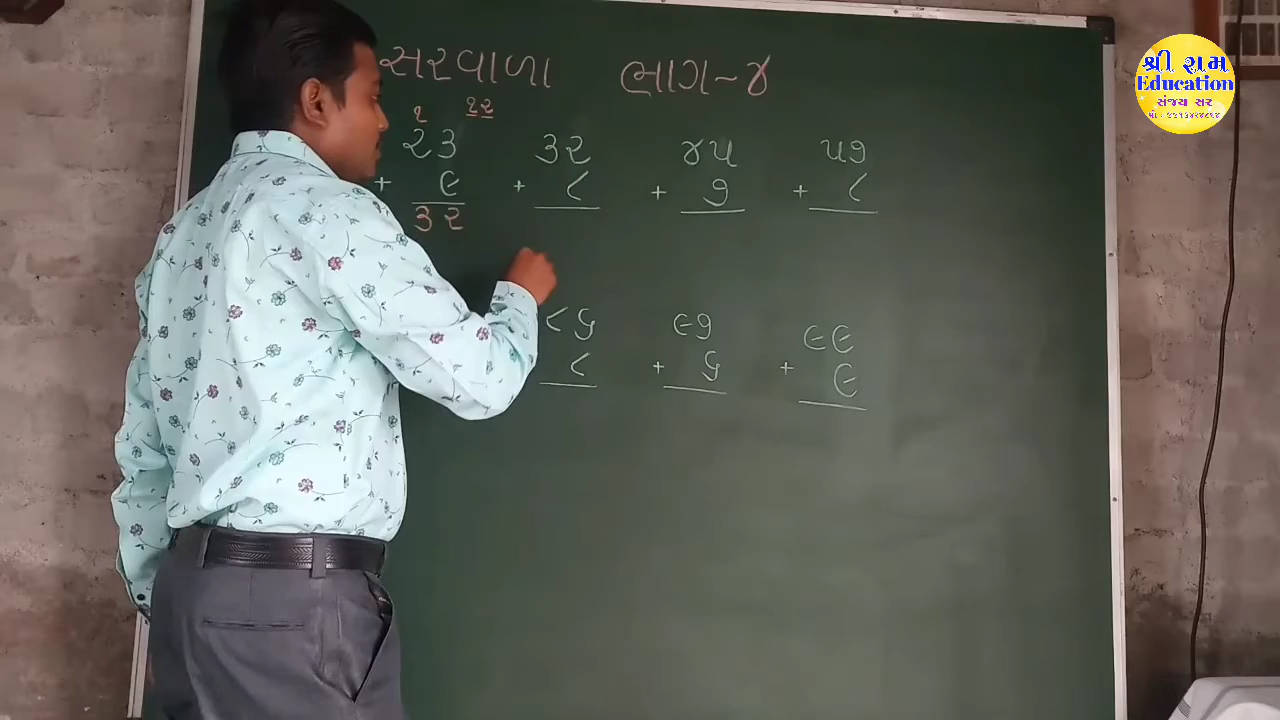 સરવાળા ભાગ-૪
૧ ૧૨
૨૩ ૩૨ ૪૫ ૫૭
+ ૯ + ૮ + ૭ + ૮
૩૨
૮૬ ૯૭ ૯૯
૮ + ૬ + ૯
શ્રી રામ
Education
સંજય સર